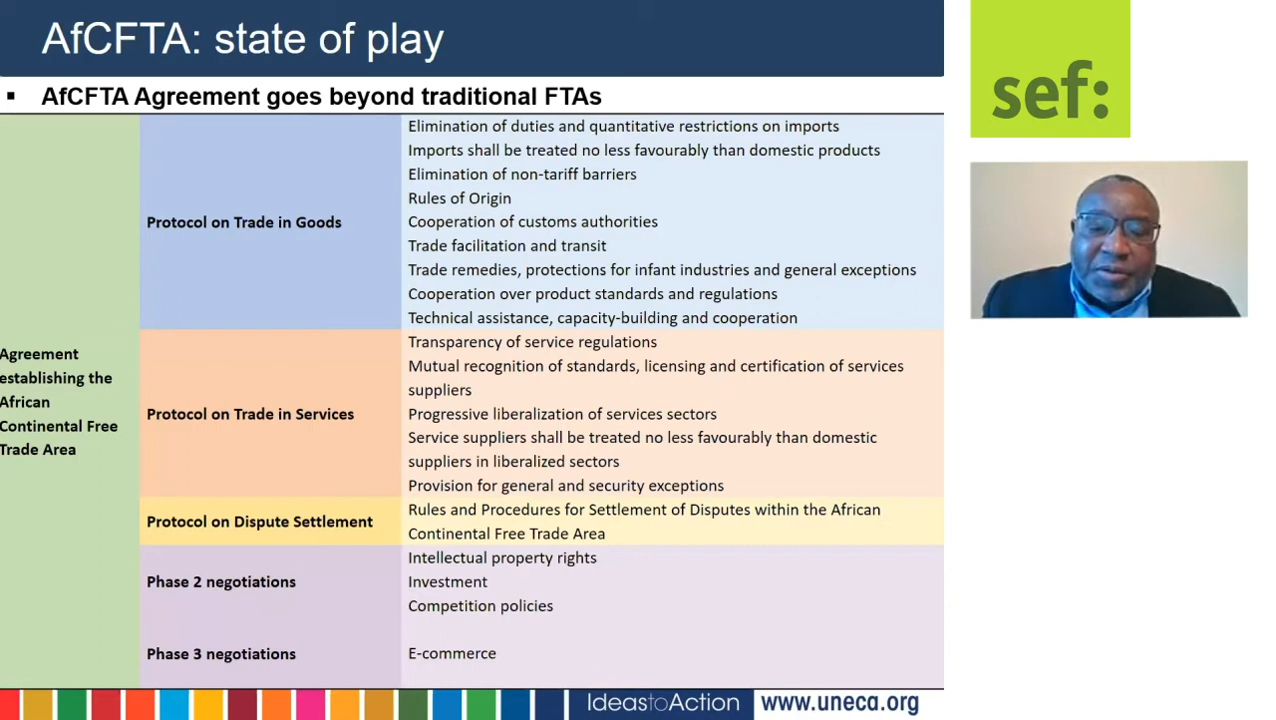 AfCFTA: state of play
▪ AfCFTA Agreement goes beyond traditional FTAs
Agreement
establishing the
African
Continental Free
Trade Area
Protocol on Trade in Goods
Elimination of duties and quantitative restrictions on imports
Imports shall be treated no less favourably than domestic products
Elimination of non-tariff barriers
Rules of Origin
Cooperation of customs authorities
Trade facilitation and transit
Trade remedies, protections for infant industries and general exceptions
Cooperation over product standards and regulations
Technical assistance, capacity-building and cooperation
Protocol on Trade in Services
Transparency of service regulations
Mutual recognition of standards, licensing and certification of services
suppliers
Progressive liberalization of services sectors
Service suppliers shall be treated no less favourably than domestic
suppliers in liberalized sectors
Provision for general and security exceptions
Protocol on Dispute Settlement
Rules and Procedures for Settlement of Disputes within the African
Continental Free Trade Area
Phase 2 negotiations
Intellectual property rights
Investment
Competition policies
Phase 3 negotiations
E-commerce
IdeastoAction
www.uneca.org
sef: